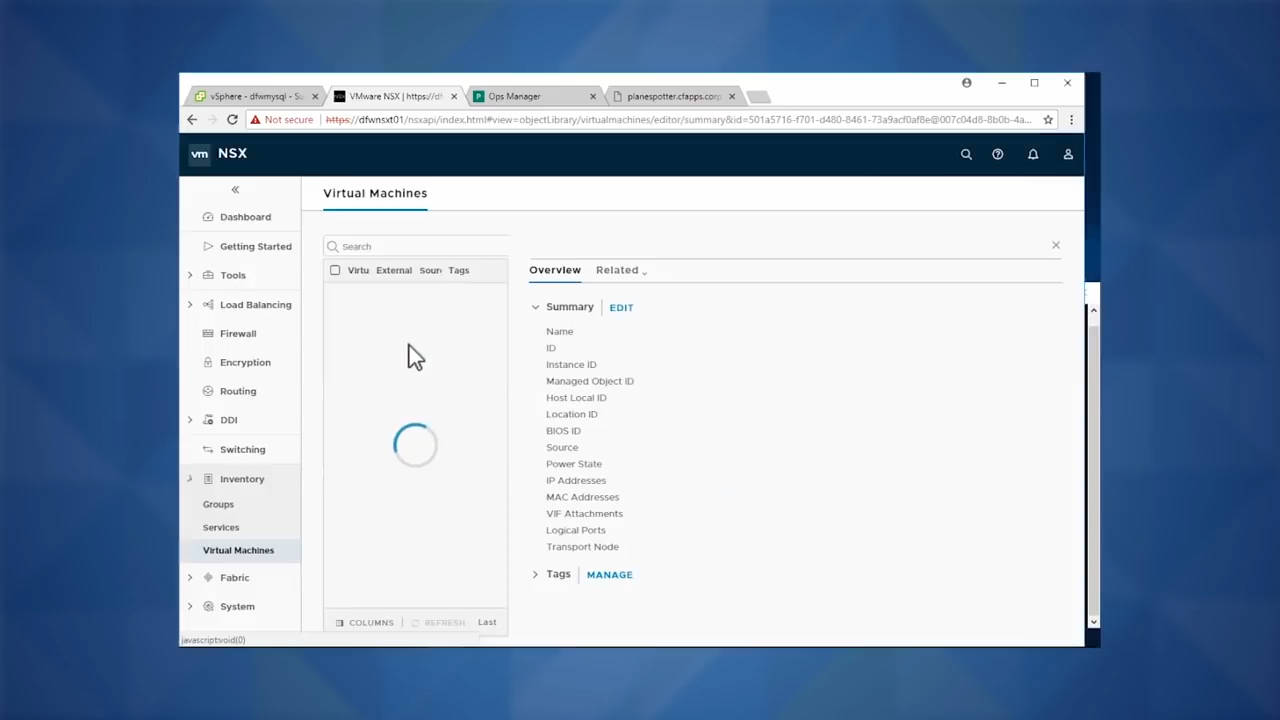 vSphere - dfwmysql - Su
VMware NSX | https://df
Ops Manager
planespotter.cfapps.corp
Not secure
https://dfwnsxt01/nsxapi/index.html#view=objectLibrary/virtualmachines/editor/summary&id=501a5716-f701-d480-8461-73a9acf0af8e@007c04d8-8b0b-4a...
vm NSX
Dashboard
Getting Started
Tools
Load Balancing
Firewall
Encryption
Routing
DDI
Switching
Inventory
Groups
Services
Virtual Machines
Fabric
System
javascript:void(0)
Virtual Machines
Search
Virtu External Sourc Tags
COLUMNS REFRESH Last
Overview Related
Summary EDIT
Name
ID
Instance ID
Managed Object ID
Host Local ID
Location ID
BIOS ID
Source
Power State
IP Addresses
MAC Addresses
VIF Attachments
Logical Ports
Transport Node
Tags MANAGE